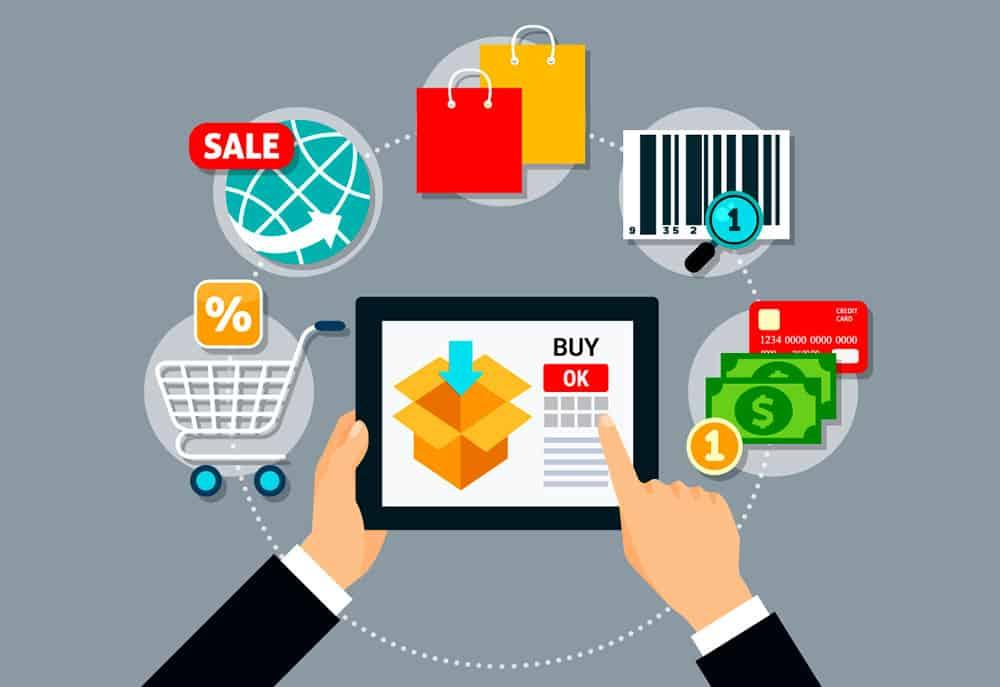 SALE
9 35 2
1
%
CREDIT
CARD
1234 0000 0000 0000
$
1
BUY
OK